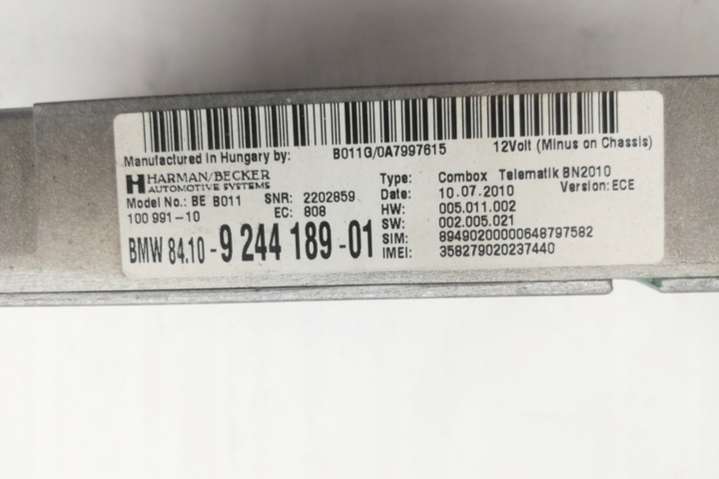 B011G/0A7997615 12Volt (Minus on Chassis)
Manufactured in Hungary by:
HARMAN/BECKER
AUTOMOTIVE SYSTEMS
Model No.: BE B011 SNR: 2202859
100 991-10 EC: 808
BMW 84.10-9 244 189-01
Type: Combox Telematik BN2010
Date: 10.07.2010 Version: ECE
HW: 005.011.002
SW: 002.005.021
SIM: 89490200000648797582
IMEI: 358279020237440